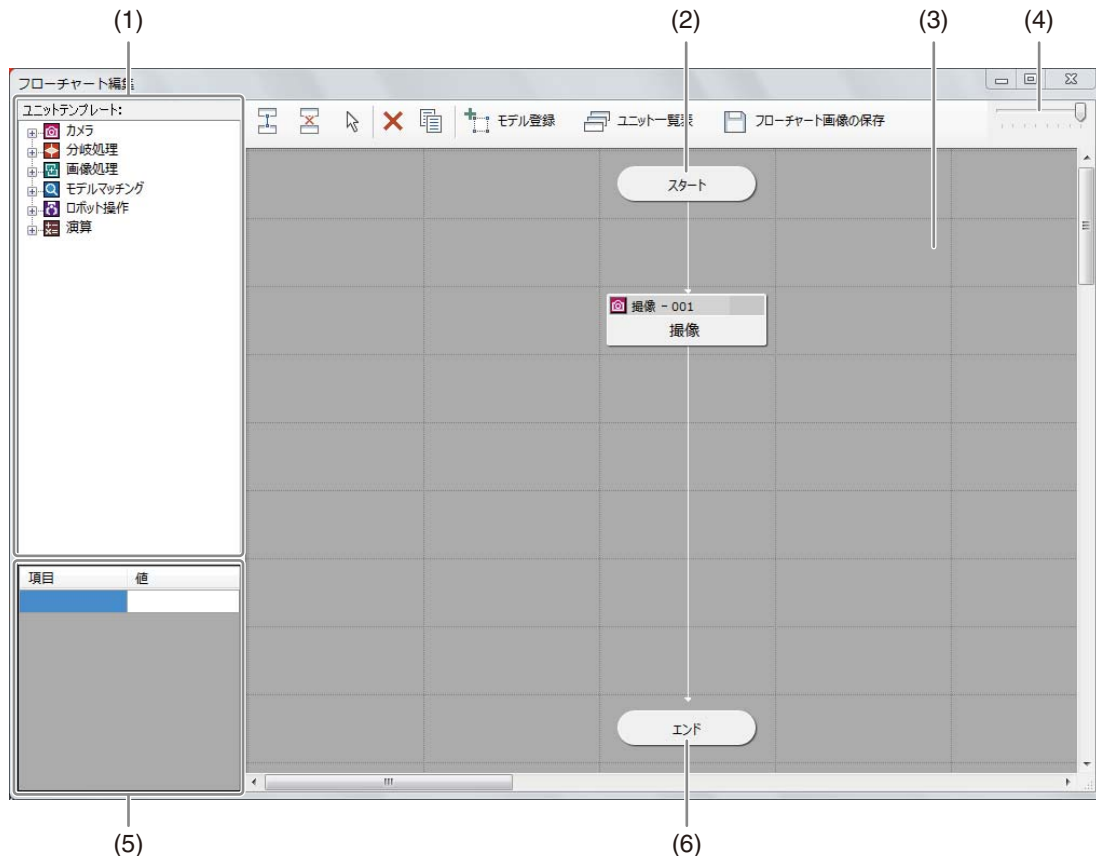 (1)
(2)
(3)
(4)
フローチャート編集
ユニットテンプレート:
カメラ
分岐処理
画像処理
モデルマッチング
ロボット操作
演算
モデル登録
ユニット一覧表
フローチャート画像の保存
スタート
撮像 - 001
撮像
項目 値
エンド
(5)
(6)